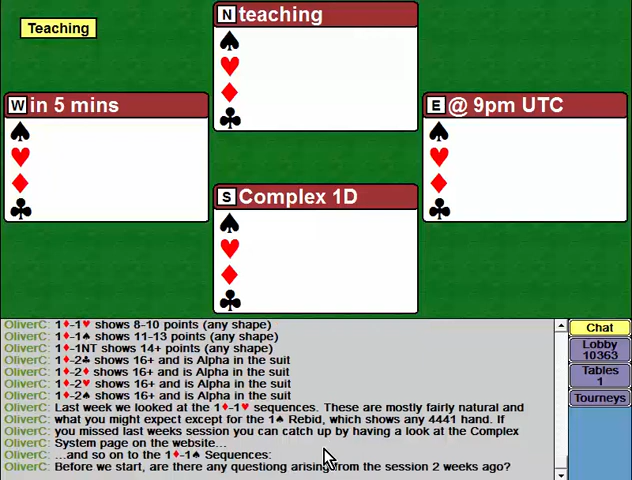 Teaching
N teaching
♠
♥
♦
♣
W in 5 mins
♠
♥
♦
♣
E @ 9pm UTC
♠
♥
♦
♣
S Complex 1D
♠
♥
♦
♣
OliverC: 1♦-1♥ shows 8-10 points (any shape)
OliverC: 1♦-1♠ shows 11-13 points (any shape)
OliverC: 1♦-1NT shows 14+ points (any shape)
OliverC: 1♦-2♣ shows 16+ and is Alpha in the suit
OliverC: 1♦-2♦ shows 16+ and is Alpha in the suit
OliverC: 1♦-2♥ shows 16+ and is Alpha in the suit
OliverC: 1♦-2♠ shows 16+ and is Alpha in the suit
OliverC: Last week we looked at the 1♦-1♥ sequences. These are mostly fairly natural and
OliverC: what you might expect except for the 1♠ Rebid, which shows any 4441 hand. If
OliverC: you missed last weeks session you can catch up by having a look at the Complex
OliverC: System page on the website...
OliverC: ...and so on to the 1♦-1♠ Sequences:
OliverC: Before we start, are there any questiong arising from the session 2 weeks ago?
Chat
Lobby
10363
Tables
1
Tourneys